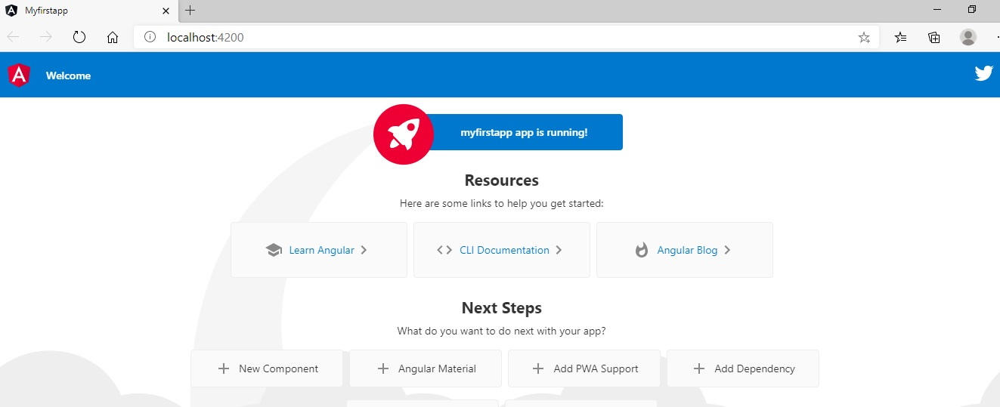 Myfirstapp
localhost:4200
Welcome
myfirstapp app is running!
Resources
Here are some links to help you get started:
Learn Angular
CLI Documentation
Angular Blog
Next Steps
What do you want to do next with your app?
New Component
Angular Material
Add PWA Support
Add Dependency